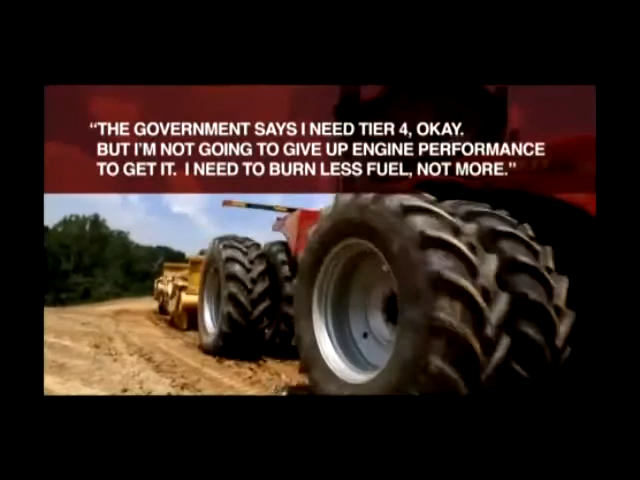 “THE GOVERNMENT SAYS I NEED TIER 4, OKAY.
BUT I’M NOT GOING TO GIVE UP ENGINE PERFORMANCE
TO GET IT. I NEED TO BURN LESS FUEL, NOT MORE.”